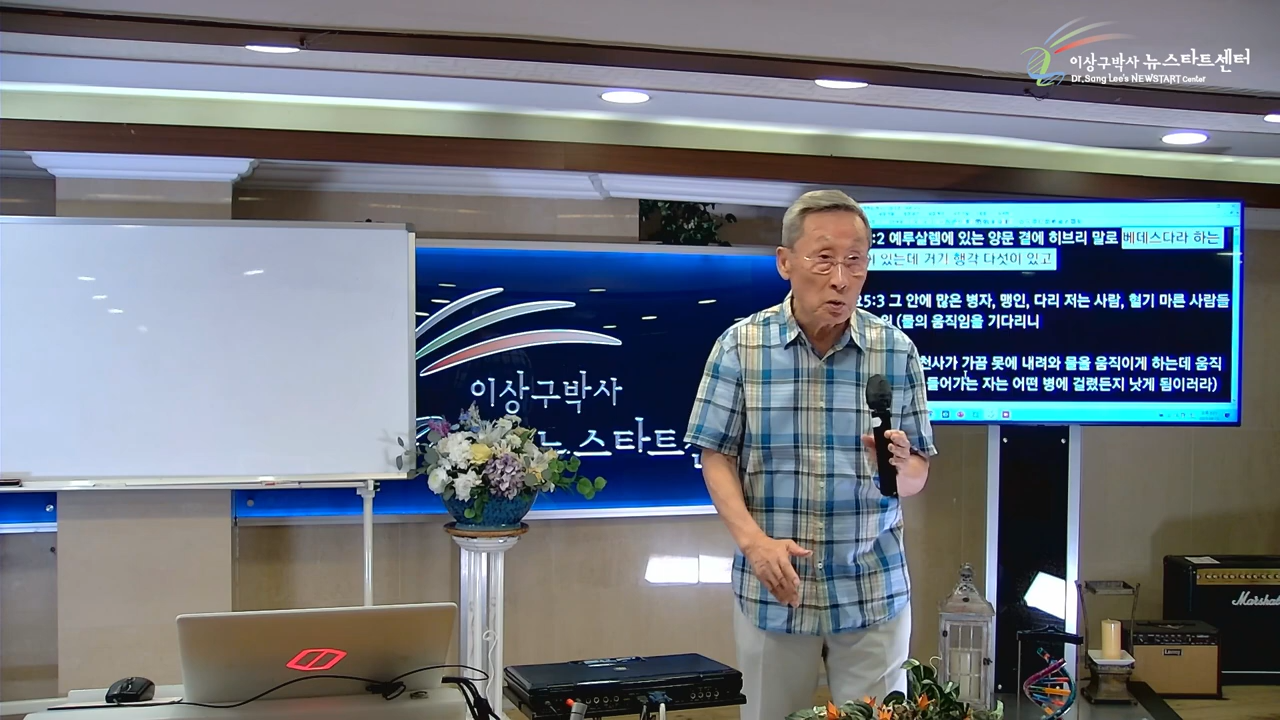 이상구박사 뉴스타트센터
Dr. Sang Lee's NEWSTART Center
:2 예루살렘에 있는 양문 곁에 히브리 말로 베데스다라 하는
있는데 거기 행각 다섯이 있고
5:3 그 안에 많은 병자, 맹인, 다리 저는 사람, 혈기 마른 사람들
(물의 움직임을 기다리니
천사가 가끔 못에 내려와 물을 움직이게 하는데 움직
들어가는 자는 어떤 병에 걸렸든지 낫게 됨이러라)
이상구박사
뉴스타트센
Marshall
Laney